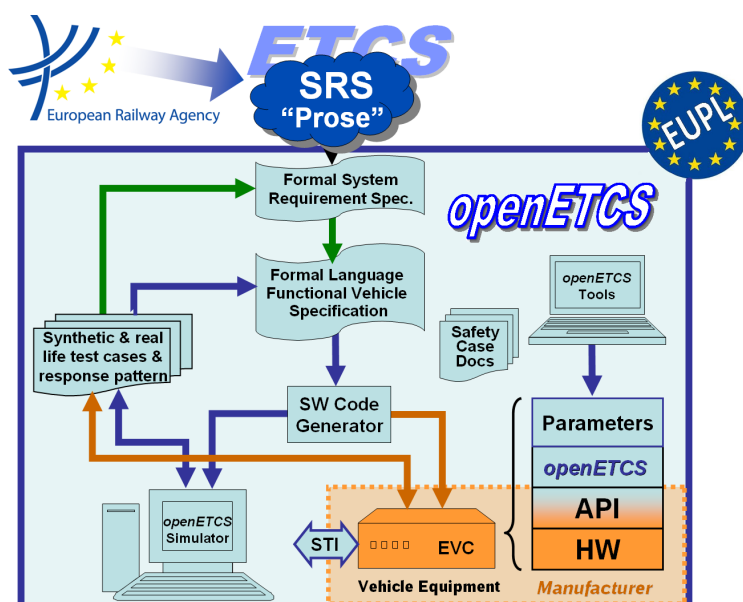 ETCS
SRS
"Prose"
European Railway Agency
EUPL
Formal System
Requirement Spec.
openETCS
Formal Language
Functional Vehicle
Specification
openETCS
Tools
Synthetic & real
life test cases &
response pattern
Safety
Case
Docs
SW Code
Generator
Parameters
openETCS
API
HW
openETCS
Simulator
STI
EVC
Vehicle Equipment
Manufacturer